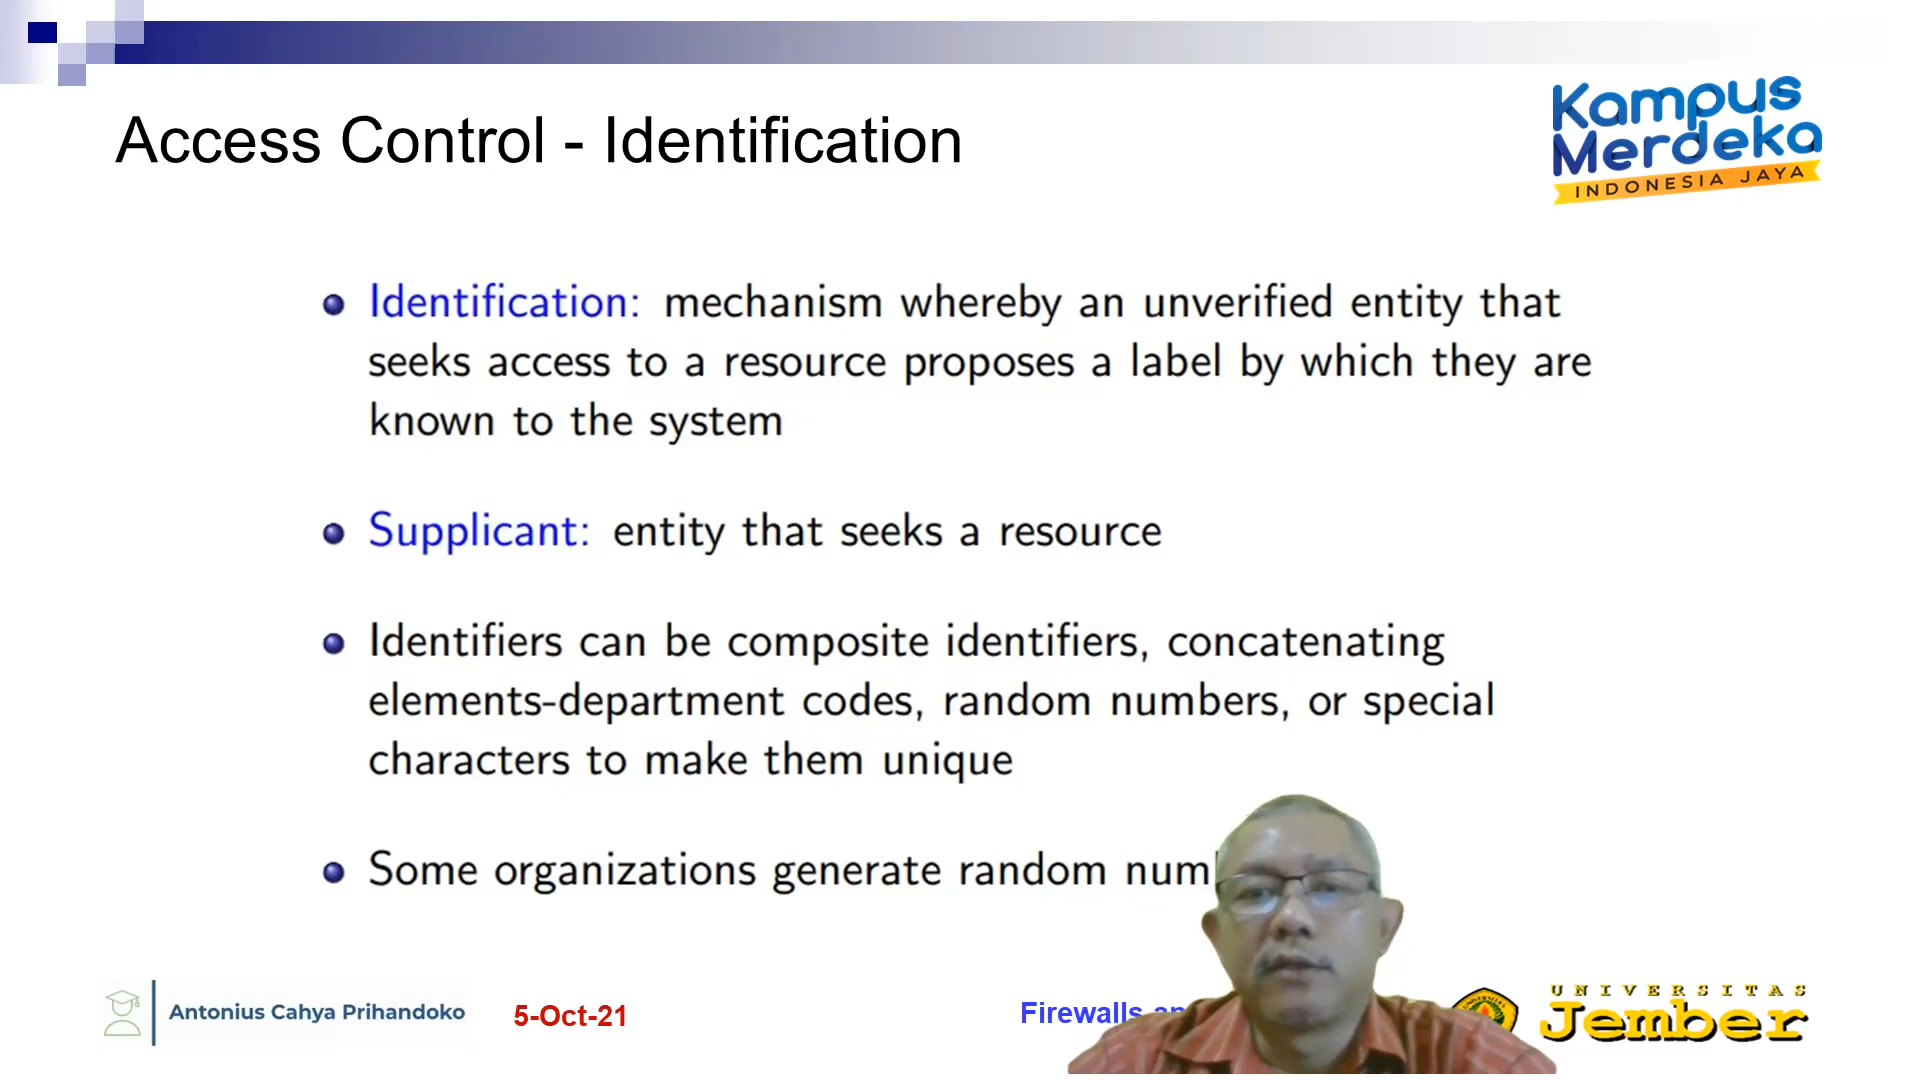 Access Control - Identification
Kampus
Merdeka
INDONESIA JAYA
Identification: mechanism whereby an unverified entity that
seeks access to a resource proposes a label by which they are
known to the system
Supplicant: entity that seeks a resource
Identifiers can be composite identifiers, concatenating
elements-department codes, random numbers, or special
characters to make them unique
Some organizations generate random
Antonius Cahya Prihandoko
5-Oct-21
Firewalls
UNIVERSITAS
Jember